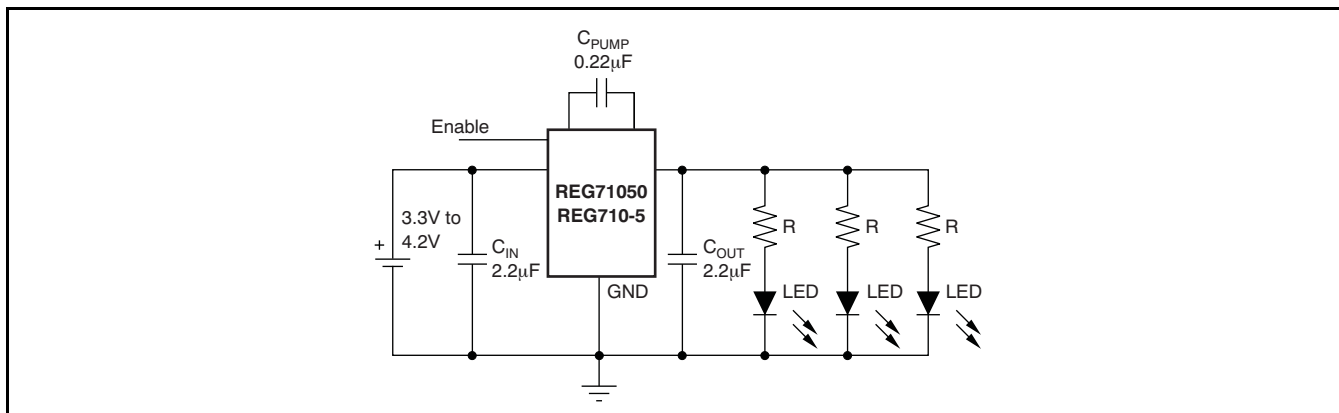 C_PUMP
0.22μF
Enable
REG71050
REG710-5
3.3V to
4.2V
+
C_IN
2.2μF
GND
C_OUT
2.2μF
R
R
R
LED
LED
LED